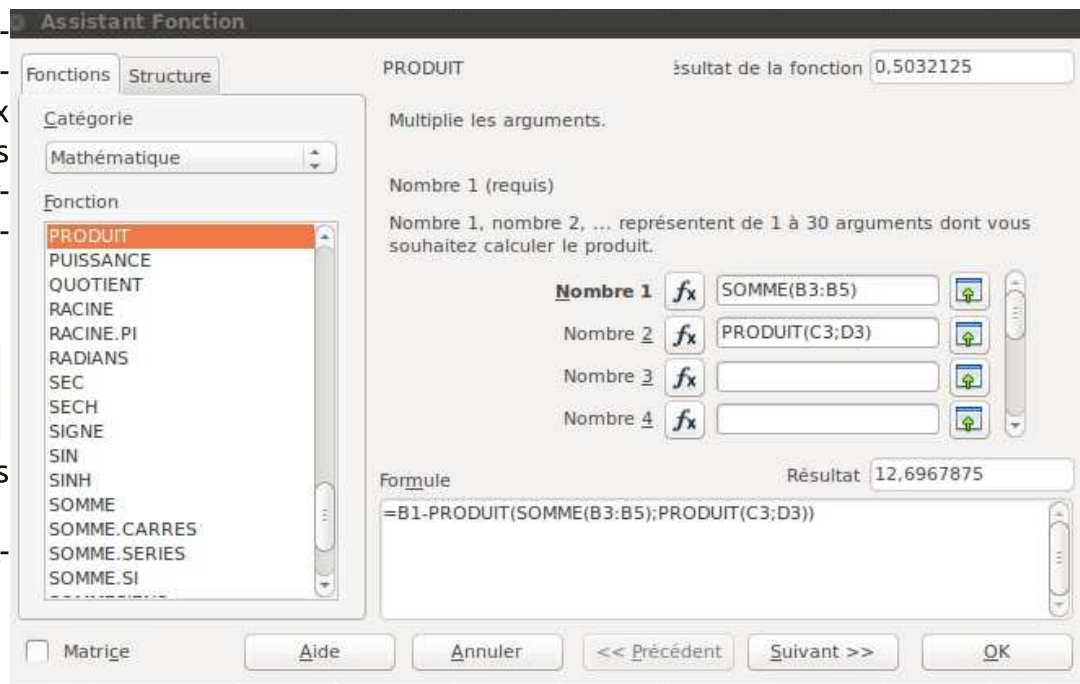 Assistant Fonction
Fonctions Structure
Catégorie
Mathématique
Fonction
PRODUIT
PUISSANCE
QUOTIENT
RACINE
RACINE.PI
RADIANS
SEC
SECH
SIGNE
SIN
SINH
SOMME
SOMME.CARRES
SOMME.SERIES
SOMME.SI
PRODUIT
ésultat de la fonction 0,5032125
Multiplie les arguments.
Nombre 1 (requis)
Nombre 1, nombre 2, ... représentent de 1 à 30 arguments dont vous
souhaitez calculer le produit.
Nombre 1 fx SOMME(B3:B5)
Nombre 2 fx PRODUIT(C3;D3)
Nombre 3 fx
Nombre 4 fx
Formule
Résultat 12,6967875
=B1-PRODUIT(SOMME(B3:B5);PRODUIT(C3;D3))
Matrice
Aide
Annuler
<< Précédent
Suivant >>
OK